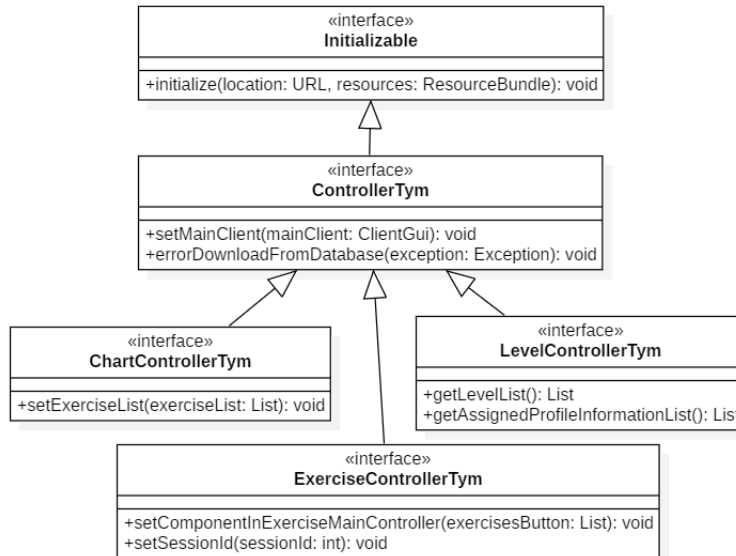 «interface»
Initializable
+initialize(location: URL, resources: ResourceBundle): void
«interface»
ControllerTym
+setMainClient(mainClient: ClientGui): void
+errorDownloadFromDatabase(exception: Exception): void
«interface»
ChartControllerTym
+setExerciseList(exerciseList: List): void
«interface»
LevelControllerTym
+getLevelList(): List
+getAssignedProfileInformationList(): List
«interface»
ExerciseControllerTym
+setComponentInExerciseMainController(exercisesButton: List): void
+setSessionId(sessionId: int): void